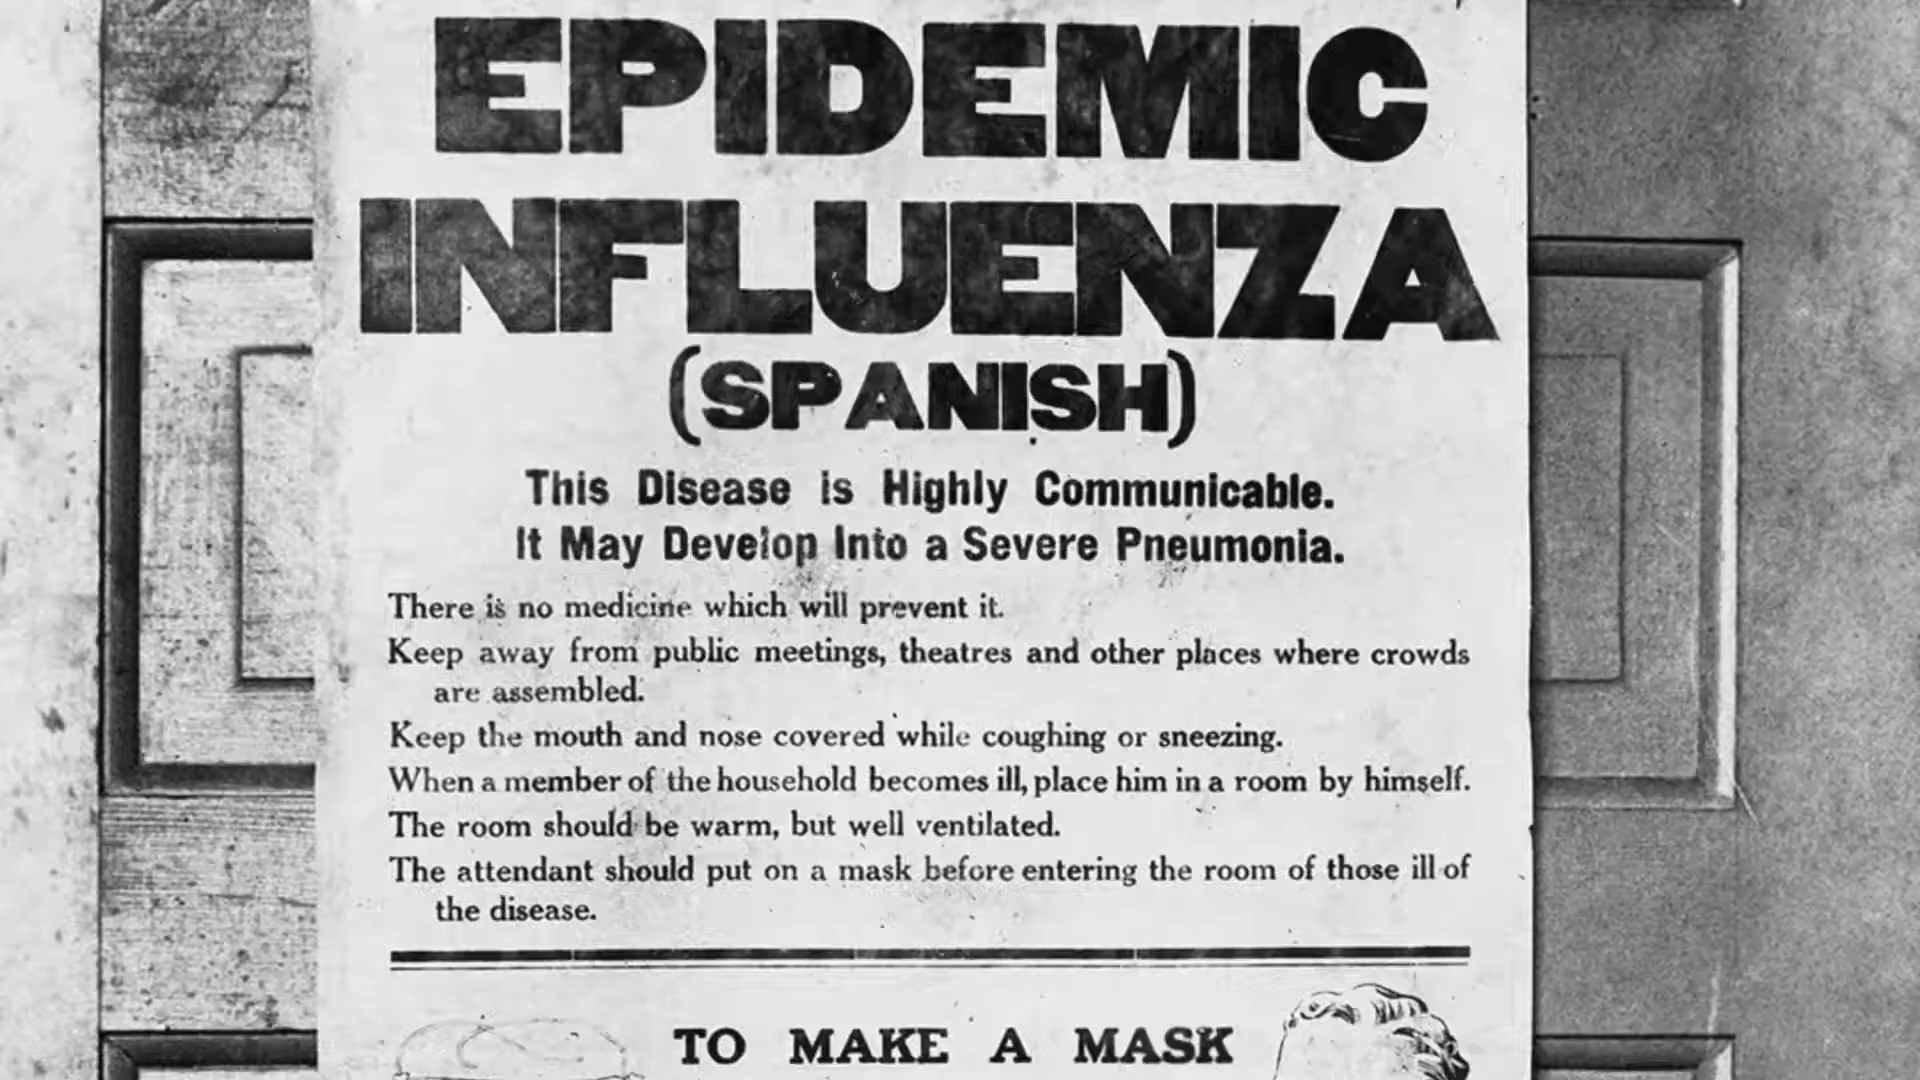 EPIDEMIC
INFLUENZA
(SPANISH)
This Disease is Highly Communicable.
It May Develop Into a Severe Pneumonia.
There is no medicine which will prevent it.
Keep away from public meetings, theatres and other places where crowds
are assembled.
Keep the mouth and nose covered while coughing or sneezing.
When a member of the household becomes ill, place him in a room by himself.
The room should be warm, but well ventilated.
The attendant should put on a mask before entering the room of those ill of
the disease.
TO MAKE A MASK